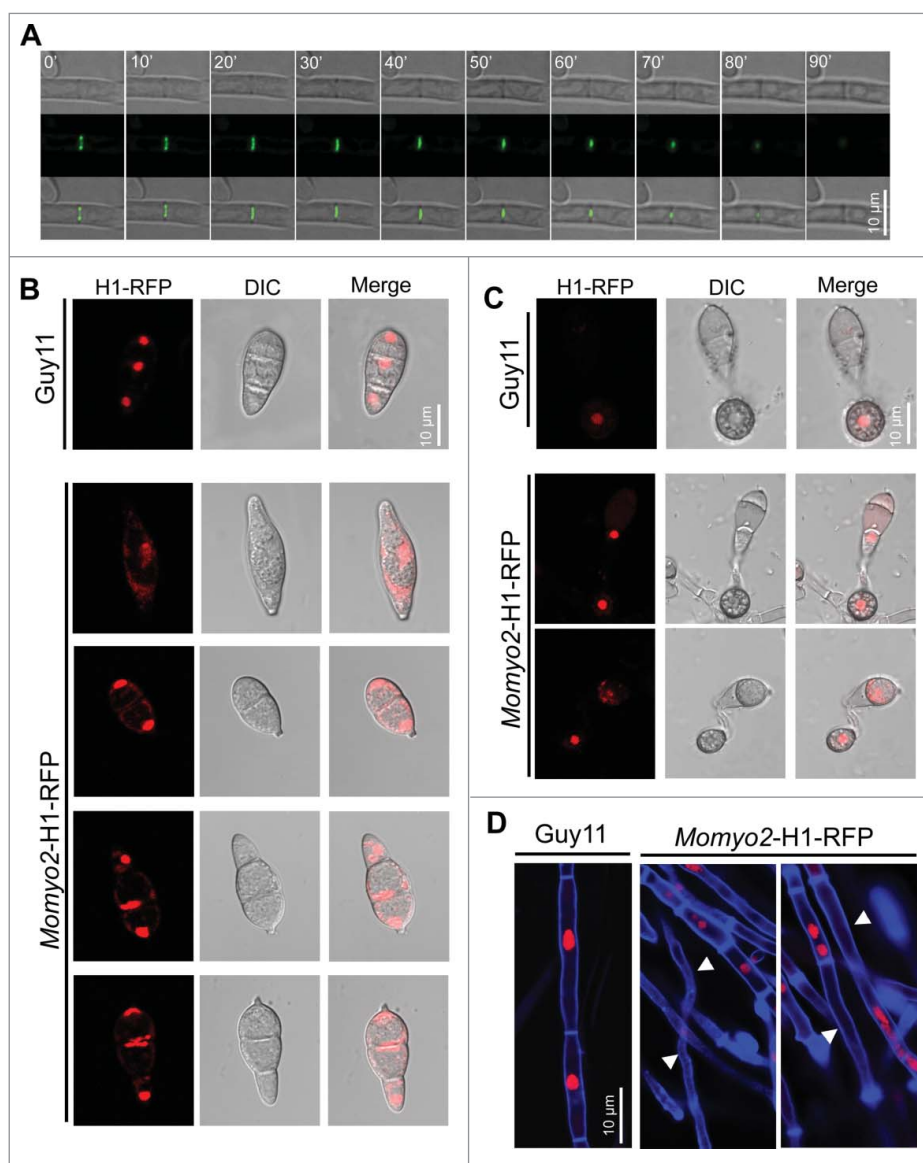 A
0' 10' 20' 30' 40' 50' 60' 70' 80' 90'
10 µm
B
H1-RFP DIC Merge
Guy11
10 µm
Momyo2-H1-RFP
C
H1-RFP DIC Merge
Guy11
10 µm
Momyo2-H1-RFP
D
Guy11 Momyo2-H1-RFP
10 µm